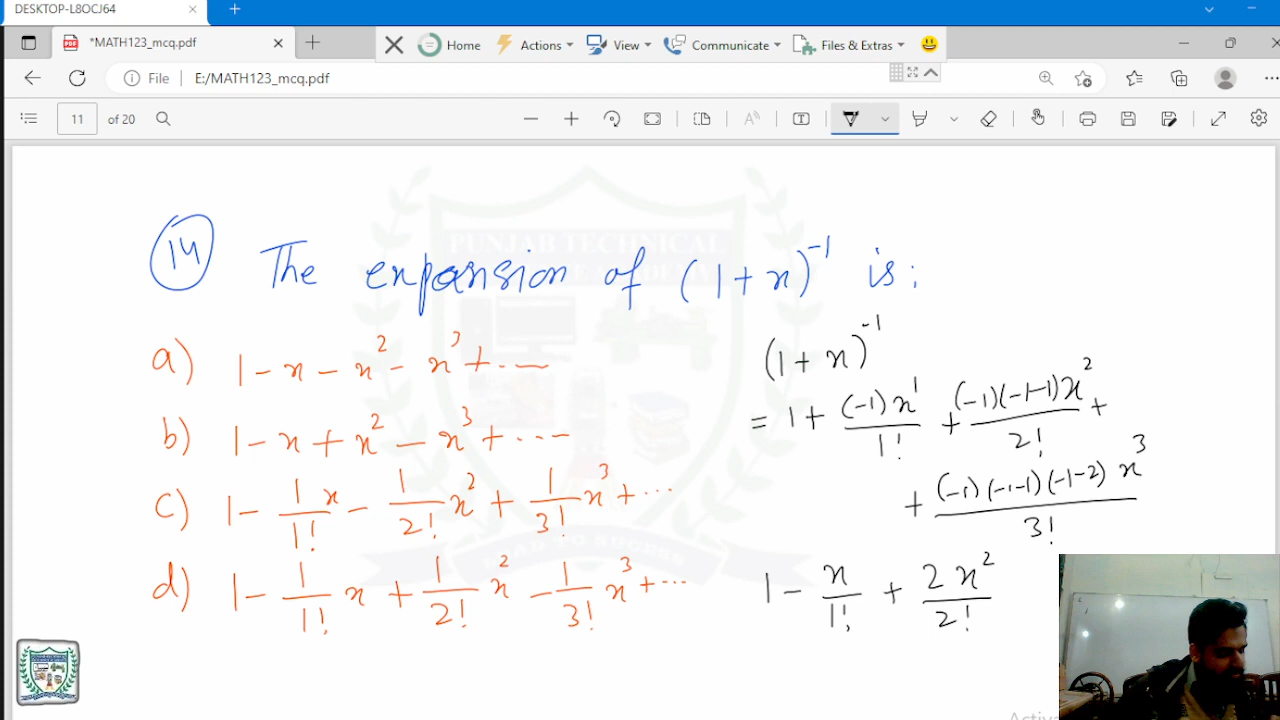 DESKTOP-L8OCJ64
*MATH123_mcq.pdf
Home Actions View Communicate Files & Extras
File E:/MATH123_mcq.pdf
11 of 20
PUNJAB TECHNICAL
ACADEMY
14 The expansion of (1+x)^-1 is:
a) 1 - x - x^2 - x^3 + ...
b) 1 - x + x^2 - x^3 + ...
c) 1 - 1/1! x - 1/2! x^2 + 1/3! x^3 + ...
d) 1 - 1/1! x + 1/2! x^2 - 1/3! x^3 + ...
(1+x)^-1
= 1 + (-1)x^1/1! + (-1)(-1-1)x^2/2! +
+ (-1)(-1-1)(-1-2)x^3/3!
1 - x/1! + 2x^2/2!